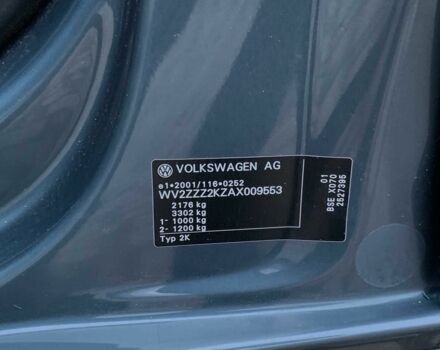 VOLKSWAGEN AG
e1*2001/116*0252
WV2ZZZ2KZAX009553
2176 kg
3302 kg
1- 1000 kg
2- 1200 kg
Typ 2K
01
BSE X070
2527395